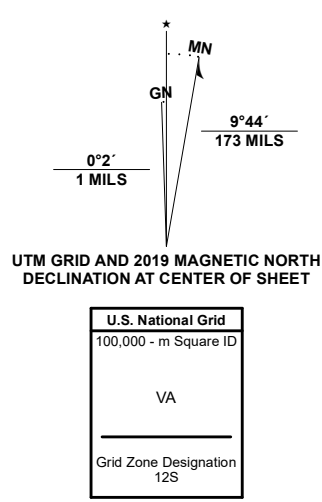 ★
MN
GN
9°44´
173 MILS
0°2´
1 MILS
UTM GRID AND 2019 MAGNETIC NORTH
DECLINATION AT CENTER OF SHEET
U.S. National Grid
100,000 - m Square ID
VA
Grid Zone Designation
12S